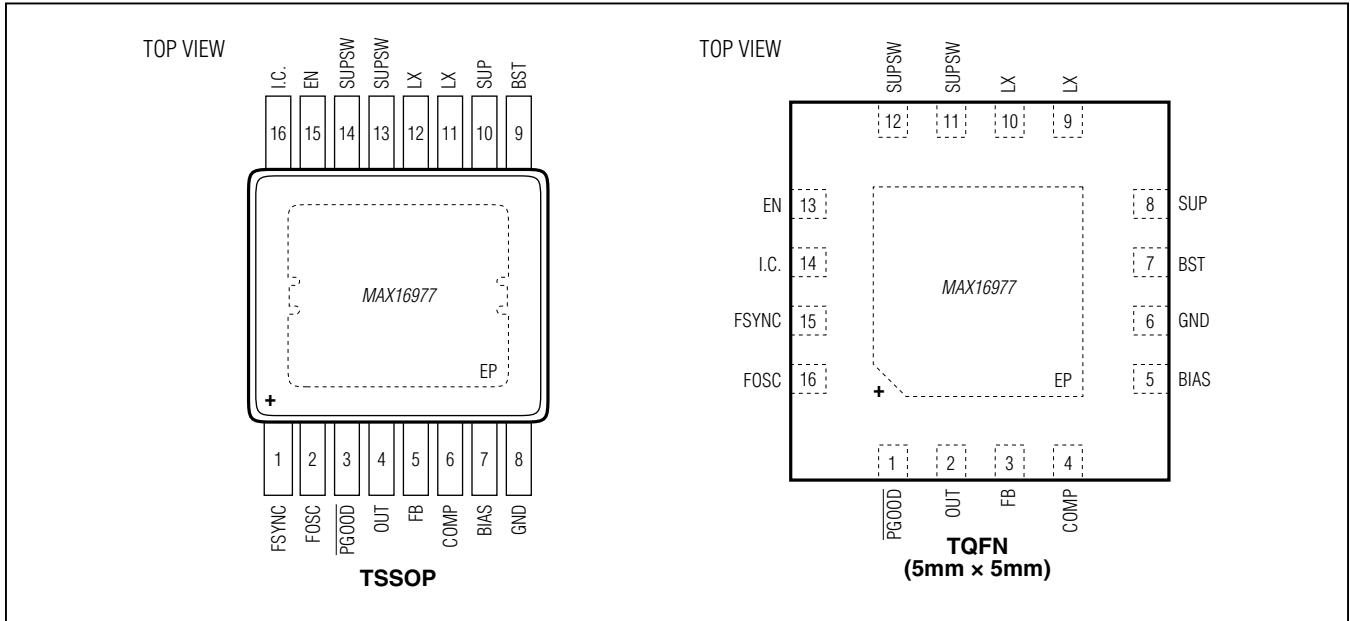 TOP VIEW
I.C. EN SUPSW SUPSW LX LX SUP BST
16 15 14 13 12 11 10 9
MAX16977
EP
+
1 2 3 4 5 6 7 8
FSYNC FOSC PGOOD OUT FB COMP BIAS GND
TSSOP
TOP VIEW
SUPSW SUPSW LX LX
12 11 10 9
EN 13
8 SUP
I.C. 14
7 BST
MAX16977
FSYNC 15
6 GND
FOSC 16
EP
5 BIAS
+
1 2 3 4
PGOOD OUT FB COMP
TQFN
(5mm × 5mm)